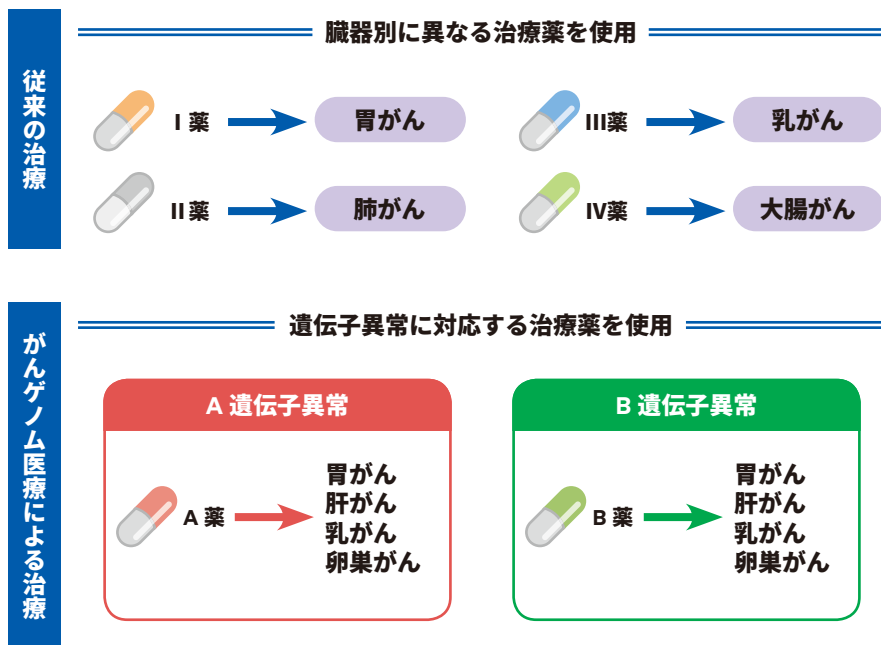 従来の治療
臓器別に異なる治療薬を使用
I 薬
胃がん
III薬
乳がん
II 薬
肺がん
IV薬
大腸がん
がんゲノム医療による治療
遺伝子異常に対応する治療薬を使用
A 遺伝子異常
A 薬
胃がん
肝がん
乳がん
卵巣がん
B 遺伝子異常
B 薬
胃がん
肝がん
乳がん
卵巣がん